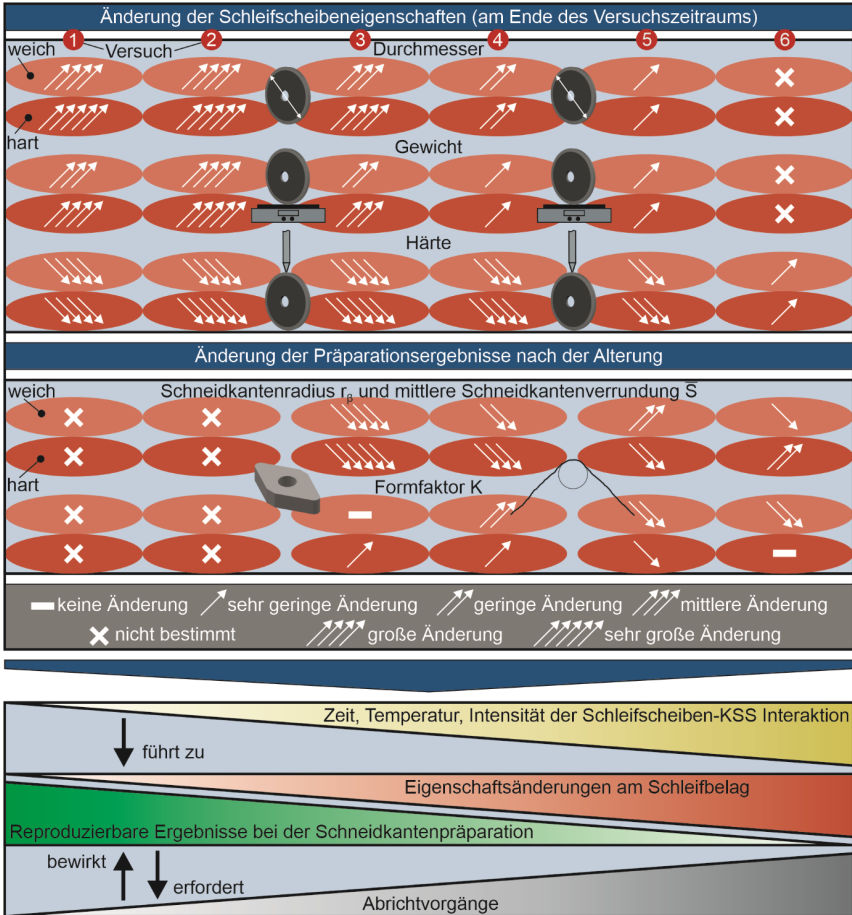 Änderung der Schleifscheibeneigenschaften (am Ende des Versuchszeitraums)
1 Versuch 2 3 Durchmesser 4 5 6
weich
hart
Gewicht
Härte
Änderung der Präparationsergebnisse nach der Alterung
weich Schneidkantenradius rᵦ und mittlere Schneidkantenverrundung S̅
hart
Formfaktor K
keine Änderung sehr geringe Änderung geringe Änderung mittlere Änderung
nicht bestimmt große Änderung sehr große Änderung
Zeit, Temperatur, Intensität der Schleifscheiben-KSS Interaktion
führt zu
Eigenschaftsänderungen am Schleifbelag
Reproduzierbare Ergebnisse bei der Schneidkantenpräparation
bewirkt
erfordert
Abrichtvorgänge